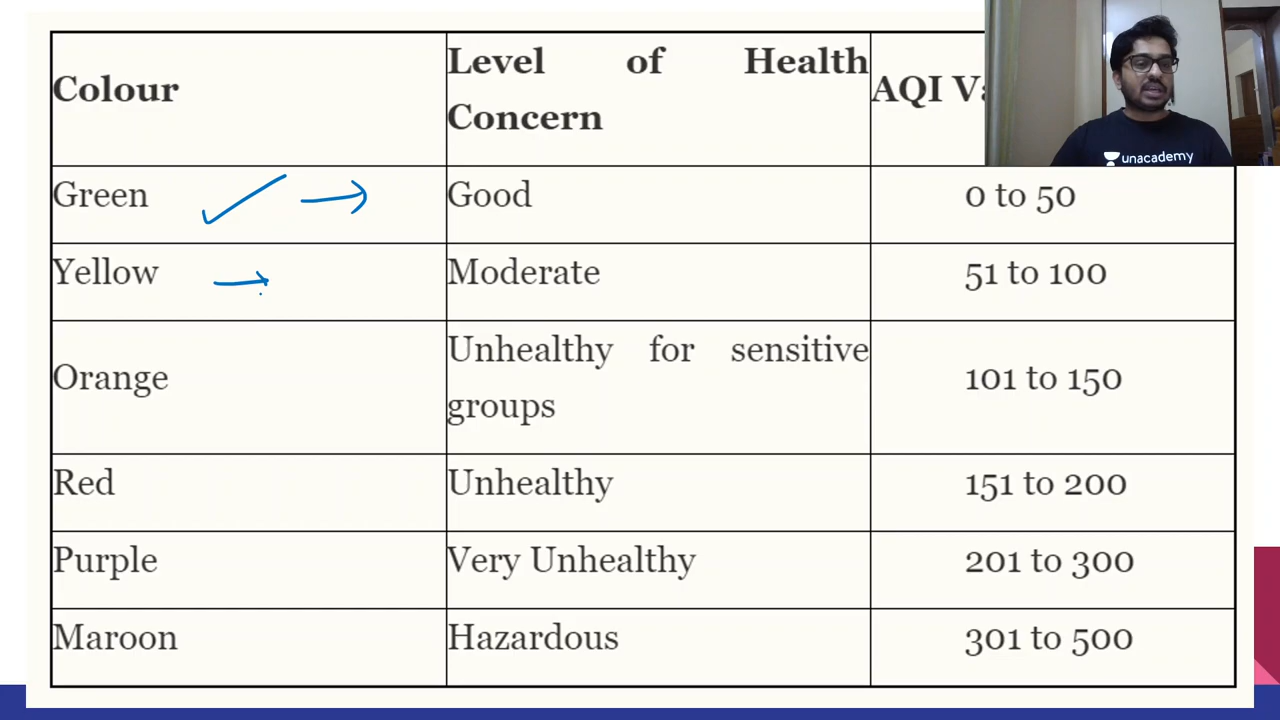 Colour
Level of Health
Concern
AQI Va
unacademy
Green
Good
0 to 50
Yellow
Moderate
51 to 100
Orange
Unhealthy for sensitive
groups
101 to 150
Red
Unhealthy
151 to 200
Purple
Very Unhealthy
201 to 300
Maroon
Hazardous
301 to 500